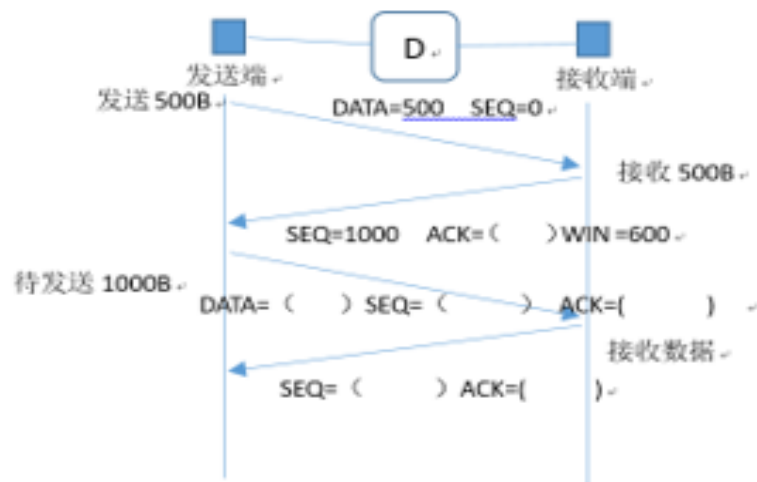 D
发送端
接收端
发送 500B
DATA=500 SEQ=0
接收 500B
SEQ=1000 ACK=（ ）WIN=600
待发送 1000B
DATA=（ ）SEQ=（ ） ACK=( )
接收数据
SEQ=（ ）ACK=( )